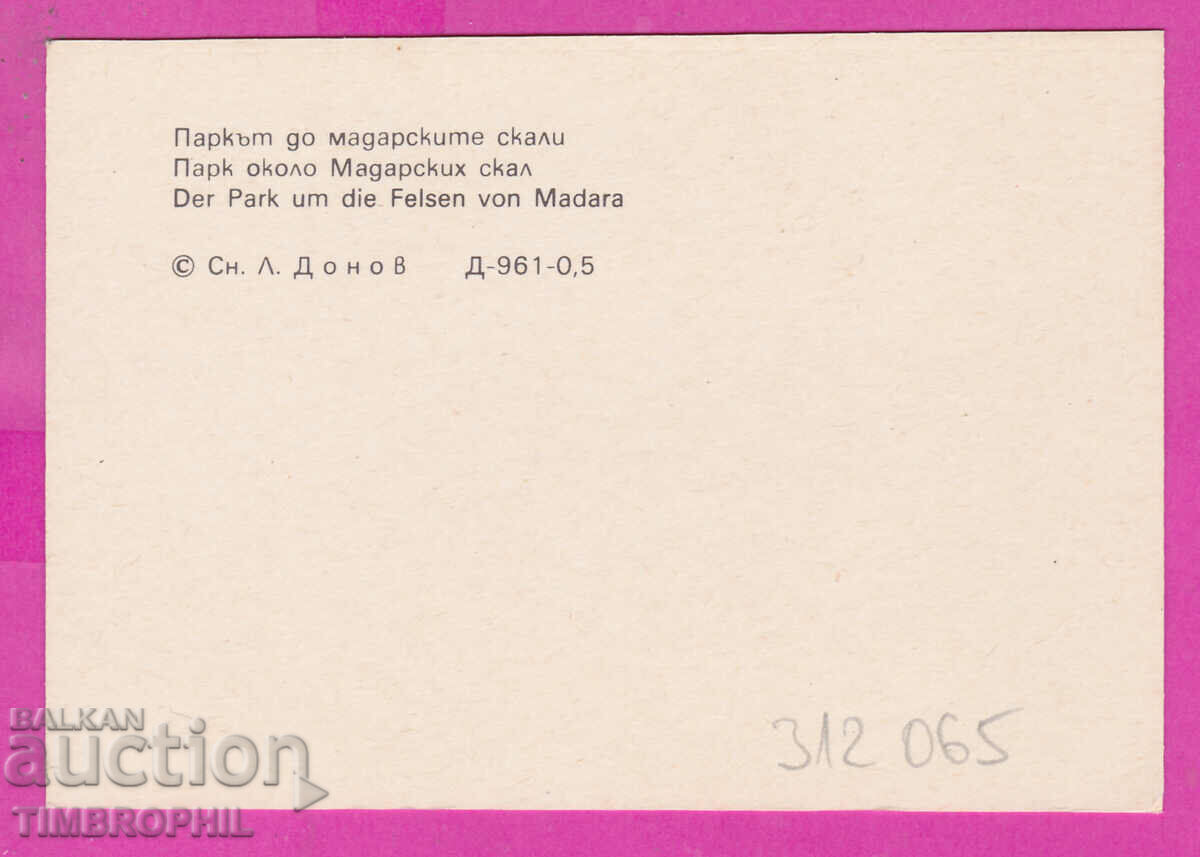 Паркът до мадарските скали
Парк около Мадарских скал
Der Park um die Felsen von Madara
© Сн. Л. Донов Д-961-0,5
312 065
BALKAN
auction
TIMBROPHIL